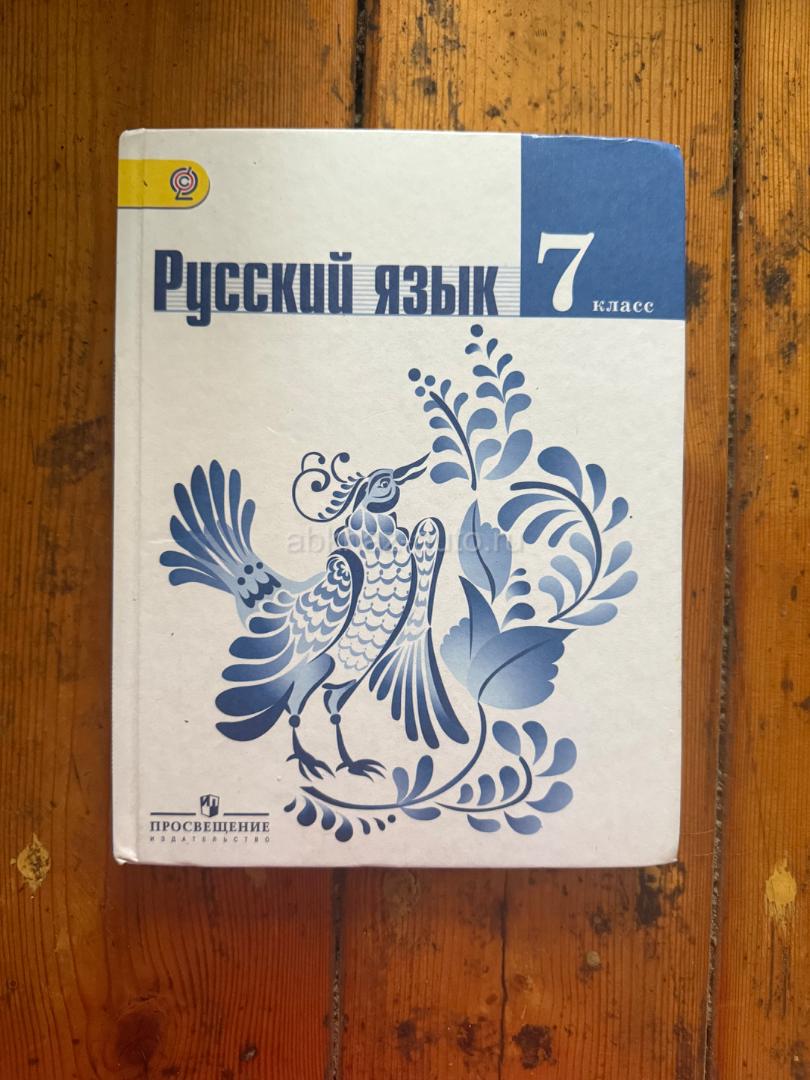 Русский язык
7 класс
ПРОСВЕЩЕНИЕ
ИЗДАТЕЛЬСТВО